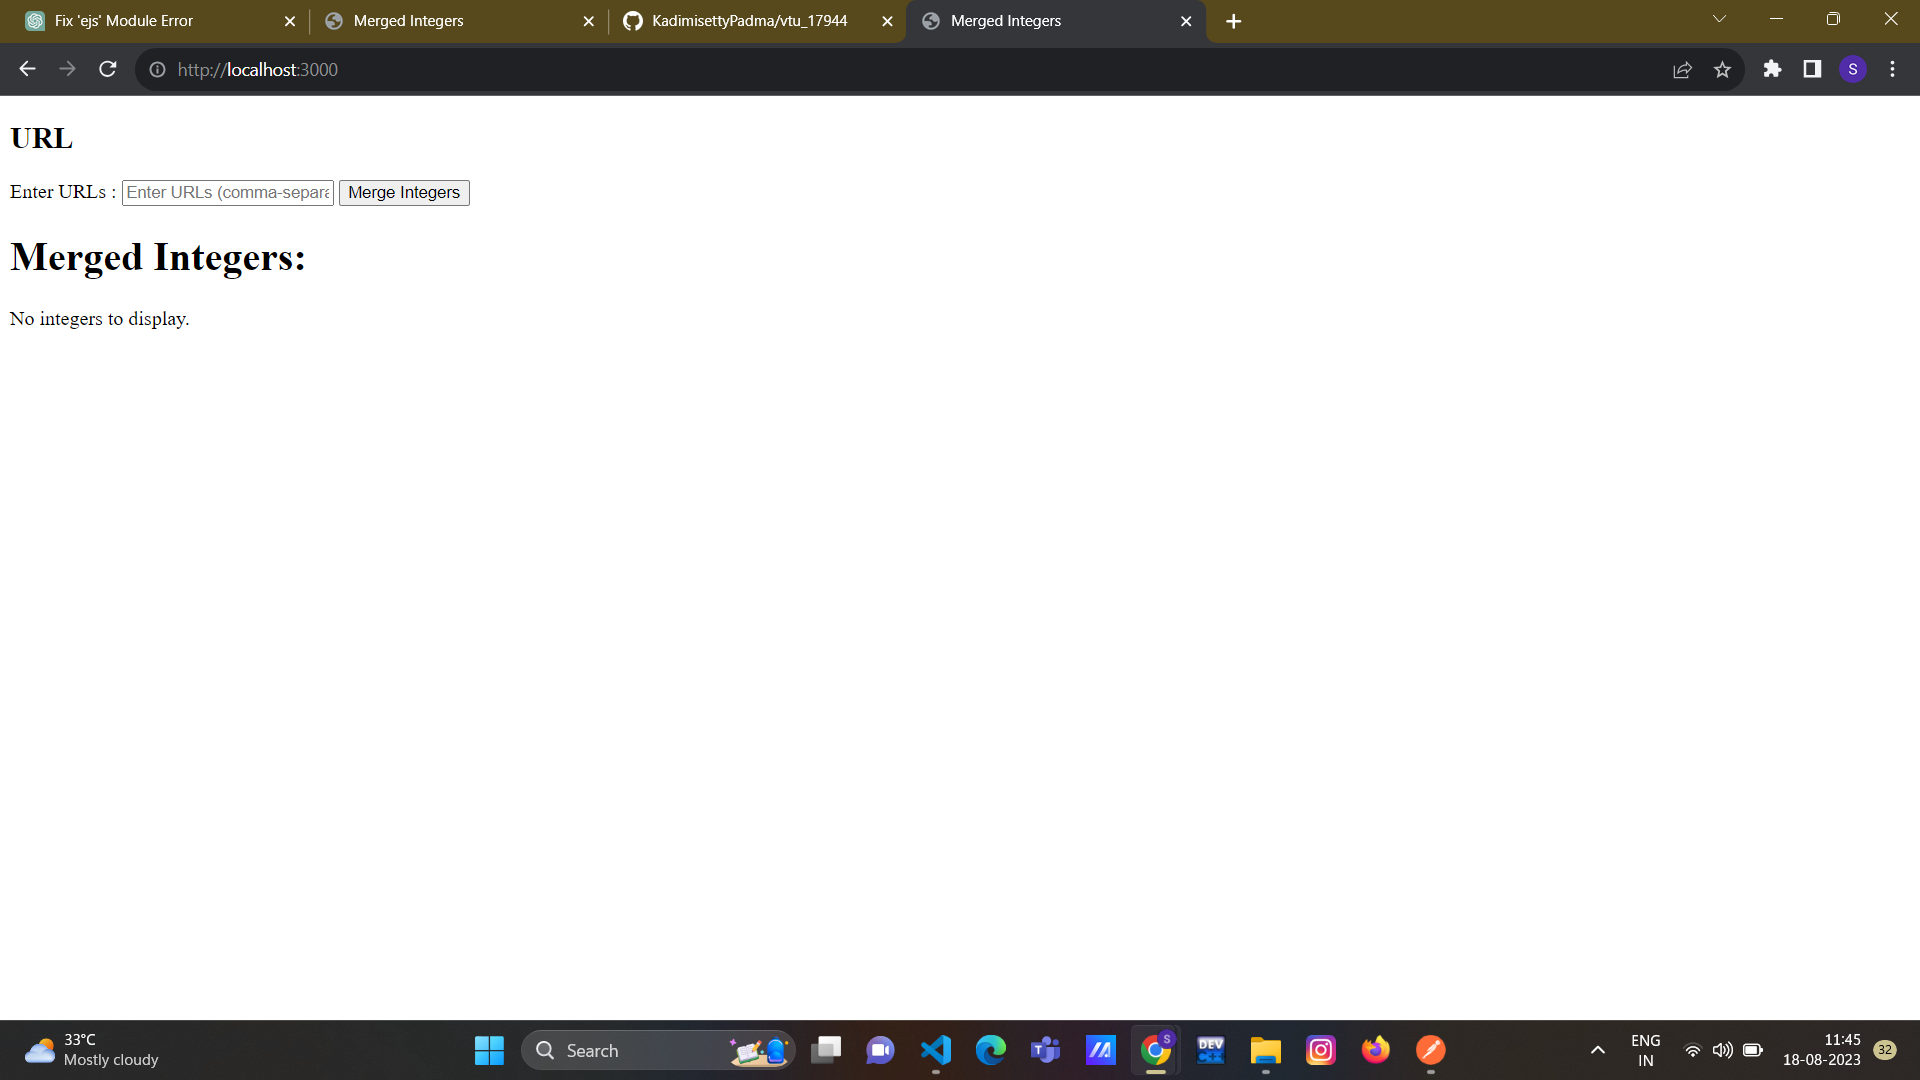 Fix 'ejs' Module Error
Merged Integers
KadimisettyPadma/vtu_17944
Merged Integers
http://localhost:3000
S
URL
Enter URLs : Enter URLs (comma-separa Merge Integers
Merged Integers:
No integers to display.
33°C
Mostly cloudy
Search
T
S
DEV
ENG
IN
11:45
18-08-2023
32